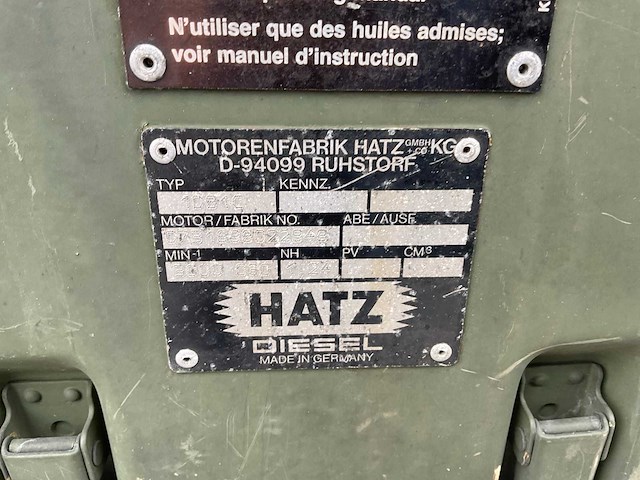 N'utiliser que des huiles admises;
voir manuel d'instruction
MOTORENFABRIK HATZ GMBH + CO KG
D-94099 RUHSTORF
TYP KENNZ.
MOTOR/FABRIK NO. ABE/AUSF.
MIN-1 NH PV CM³
HATZ
DIESEL
MADE IN GERMANY